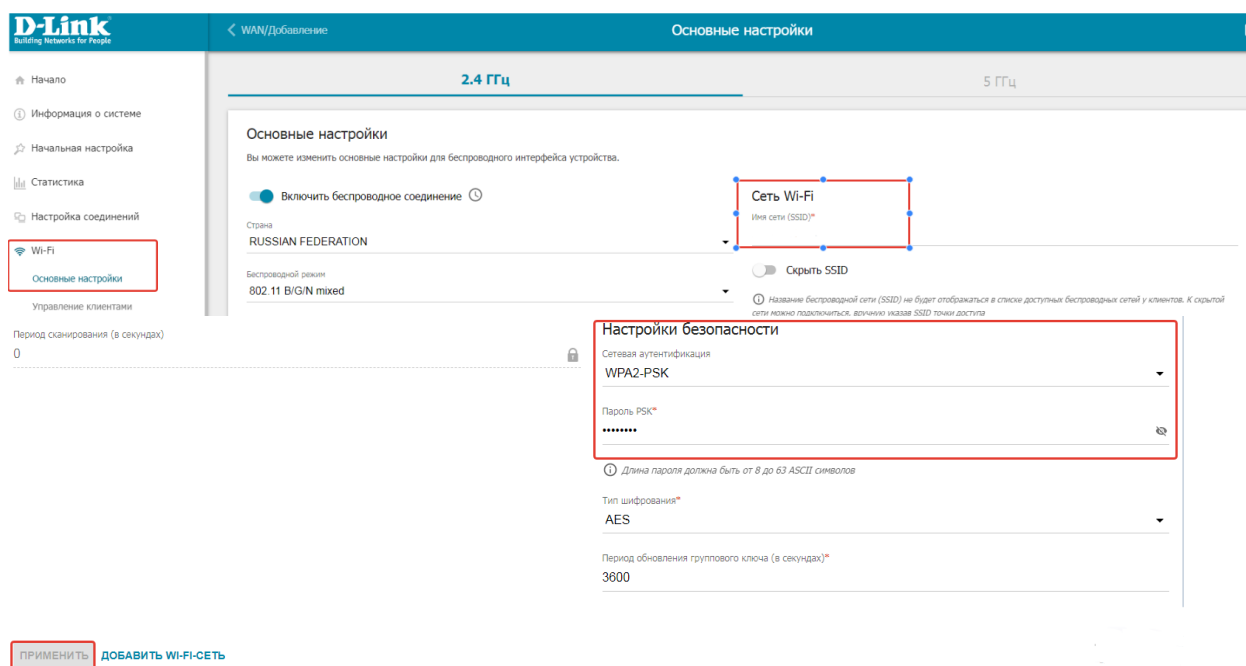 D-Link
Building Networks for People
WAN/Добавление
Основные настройки
Начало
Информация о системе
Начальная настройка
Статистика
Настройка соединений
Wi-Fi
Основные настройки
Управление клиентами
2.4 ГГц
5 ГГц
Основные настройки
Вы можете изменить основные настройки для беспроводного интерфейса устройства.
Включить беспроводное соединение
Страна
RUSSIAN FEDERATION
Беспроводной режим
802.11 B/G/N mixed
Сеть Wi-Fi
Имя сети (SSID)*
Скрыть SSID
Название беспроводной сети (SSID) не будет отображаться в списке доступных беспроводных сетей у клиентов. К скрытой
сети можно подключиться, вручную указав SSID точки доступа
Период сканирования (в секундах)
0
Настройки безопасности
Сетевая аутентификация
WPA2-PSK
Пароль PSK*
••••••••
Длина пароля должна быть от 8 до 63 ASCII символов
Тип шифрования*
AES
Период обновления группового ключа (в секундах)*
3600
ПРИМЕНИТЬ
ДОБАВИТЬ WI-FI-СЕТЬ